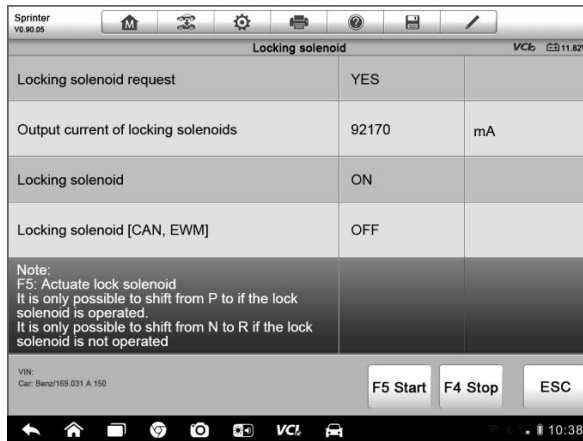 Sprinter
V0.90.05
Locking solenoid
VCI 11.82V
Locking solenoid request YES
Output current of locking solenoids 92170 mA
Locking solenoid ON
Locking solenoid [CAN, EWM] OFF
Note:
F5: Actuate lock solenoid
It is only possible to shift from P to if the lock
solenoid is operated.
It is only possible to shift from N to R if the lock
solenoid is not operated
VIN:
Car: Benz/169.031 A 150
F5 Start F4 Stop ESC
VCI 10:38